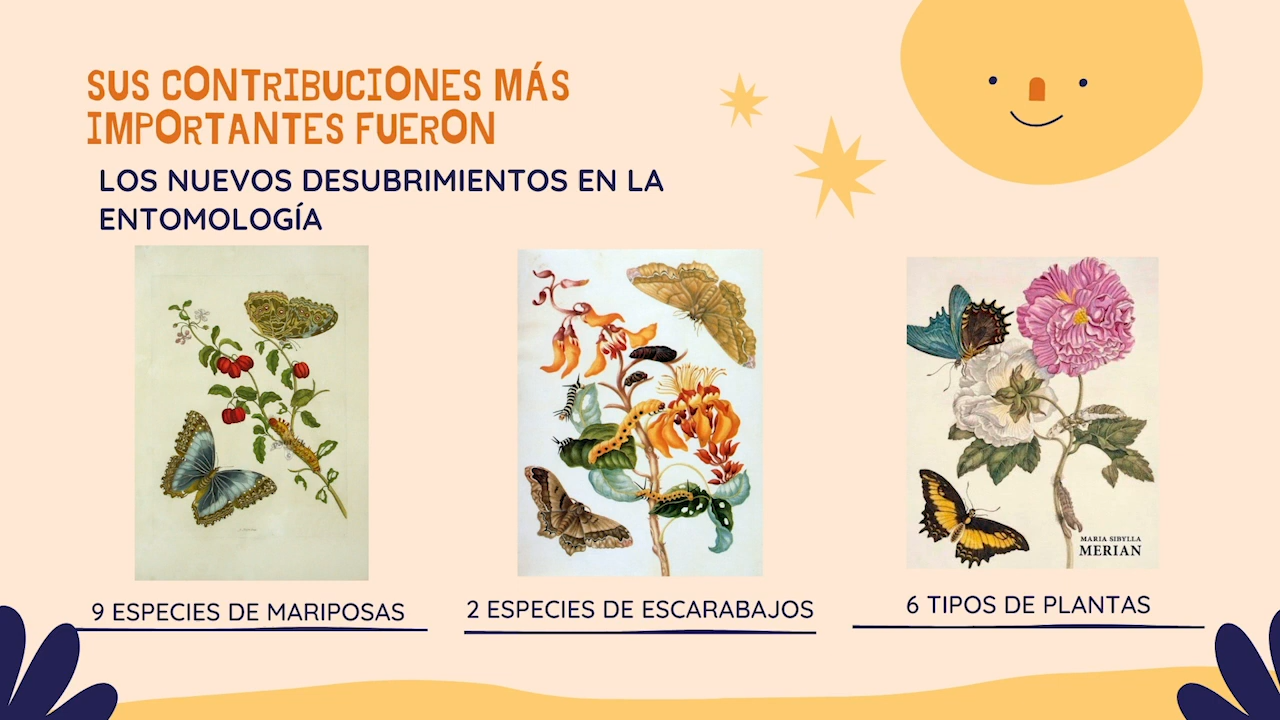 SUS CONTRIBUCIONES MÁS
IMPORTANTES FUERON
LOS NUEVOS DESUBRIMIENTOS EN LA
ENTOMOLOGÍA
MARIA SIBYLLA
MERIAN
9 ESPECIES DE MARIPOSAS
2 ESPECIES DE ESCARABAJOS
6 TIPOS DE PLANTAS